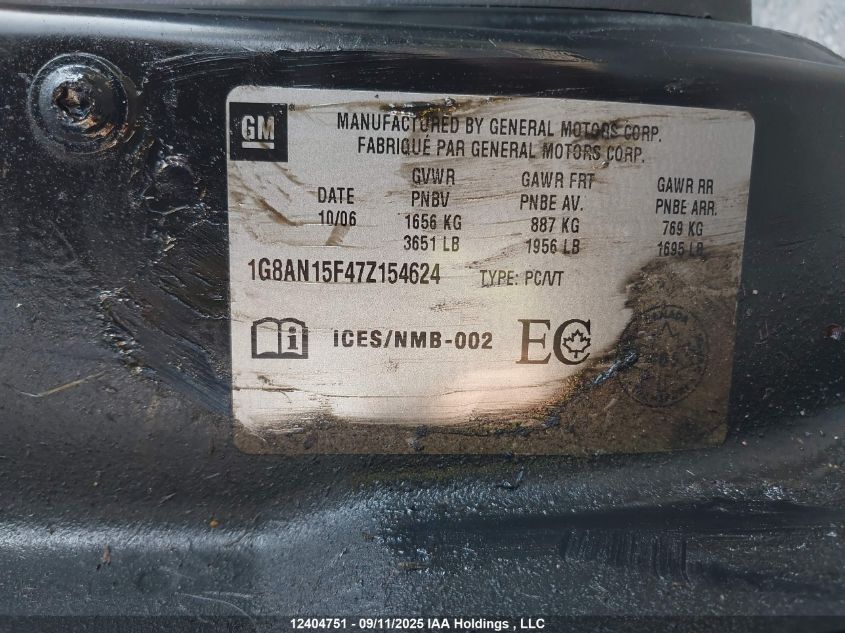 GM
MANUFACTURED BY GENERAL MOTORS CORP.
FABRIQUÉ PAR GENERAL MOTORS CORP.
DATE GVWR GAWR FRT GAWR RR
PNBV PNBE AV. PNBE ARR.
10/06 1656 KG 887 KG 769 KG
3651 LB 1956 LB 1695 LB
1G8AN15F47Z154624 TYPE: PC/VT
i ICES/NMB-002 EC
CANADA
12404751 - 09/11/2025 IAA Holdings , LLC